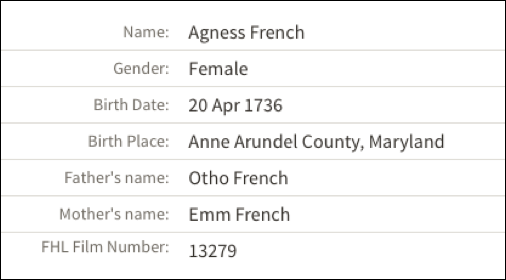 Name: Agness French
Gender: Female
Birth Date: 20 Apr 1736
Birth Place: Anne Arundel County, Maryland
Father's name: Otho French
Mother's name: Emm French
FHL Film Number: 13279